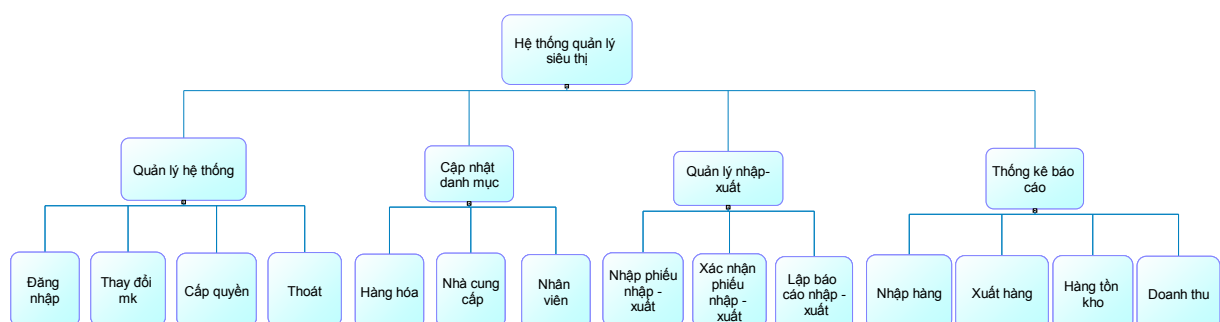 Hệ thống quản lý
siêu thị
Quản lý hệ thống
Cập nhật
danh mục
Quản lý nhập-
xuất
Thống kê báo
cáo
Đăng
nhập
Thay đổi
mk
Cấp quyền
Thoát
Hàng hóa
Nhà cung
cấp
Nhân
viên
Nhập phiếu
nhập -
xuất
Xác nhận
phiếu
nhập -
xuất
Lập báo
cáo nhập -
xuất
Nhập hàng
Xuất hàng
Hàng tồn
kho
Doanh thu